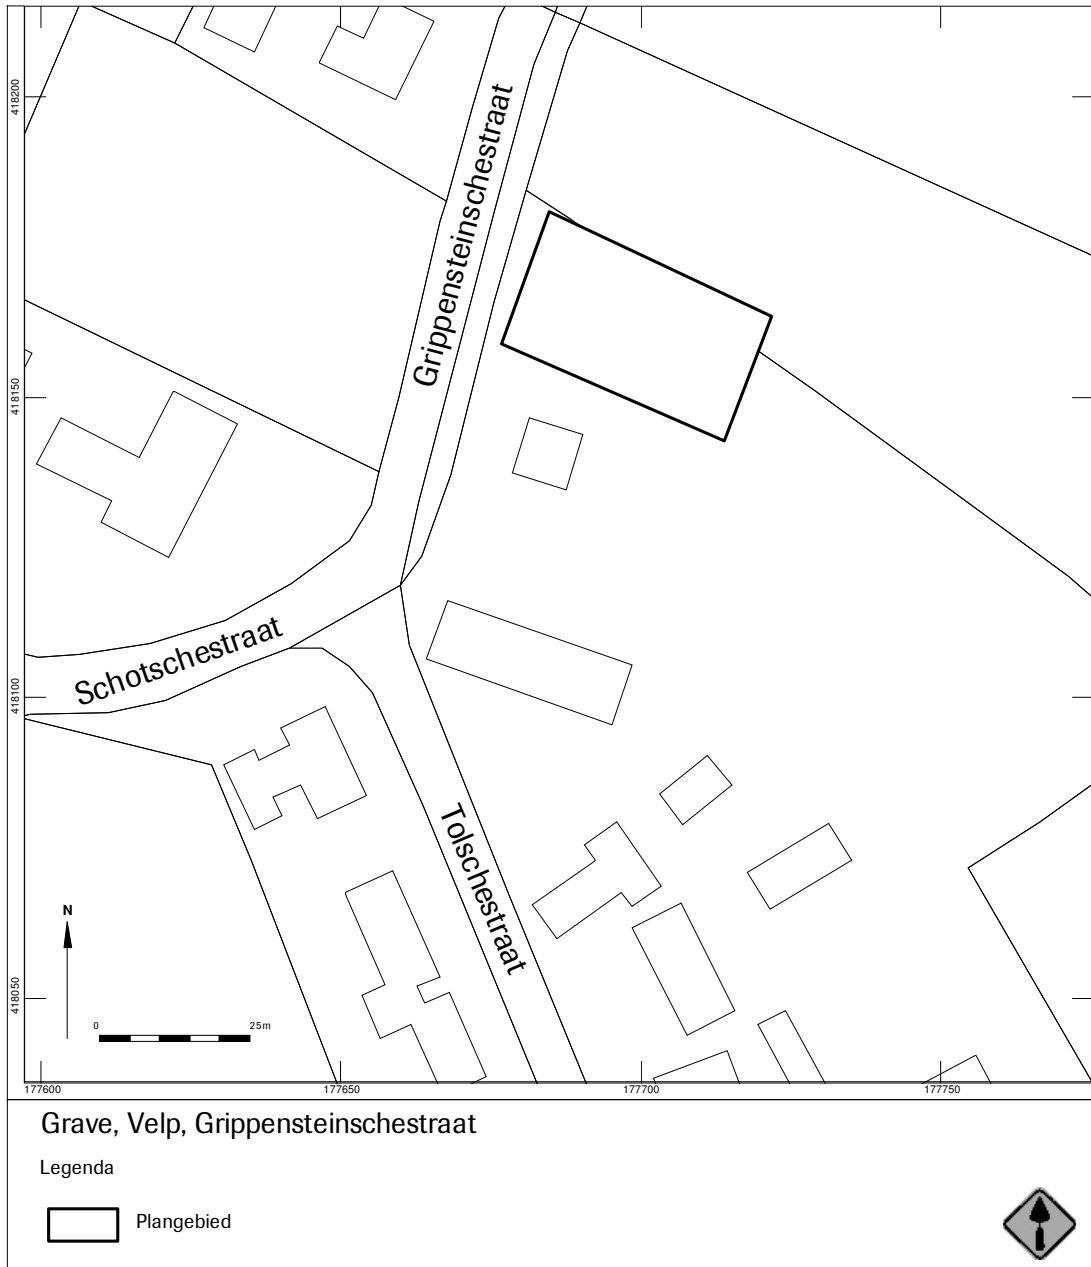 418200
Grippensteinschestraat
418150
Schotschestraat
418100
Tolschestraat
N
418050
0 25m
177600 177650 177700 177750
Grave, Velp, Grippensteinschestraat
Legenda
Plangebied